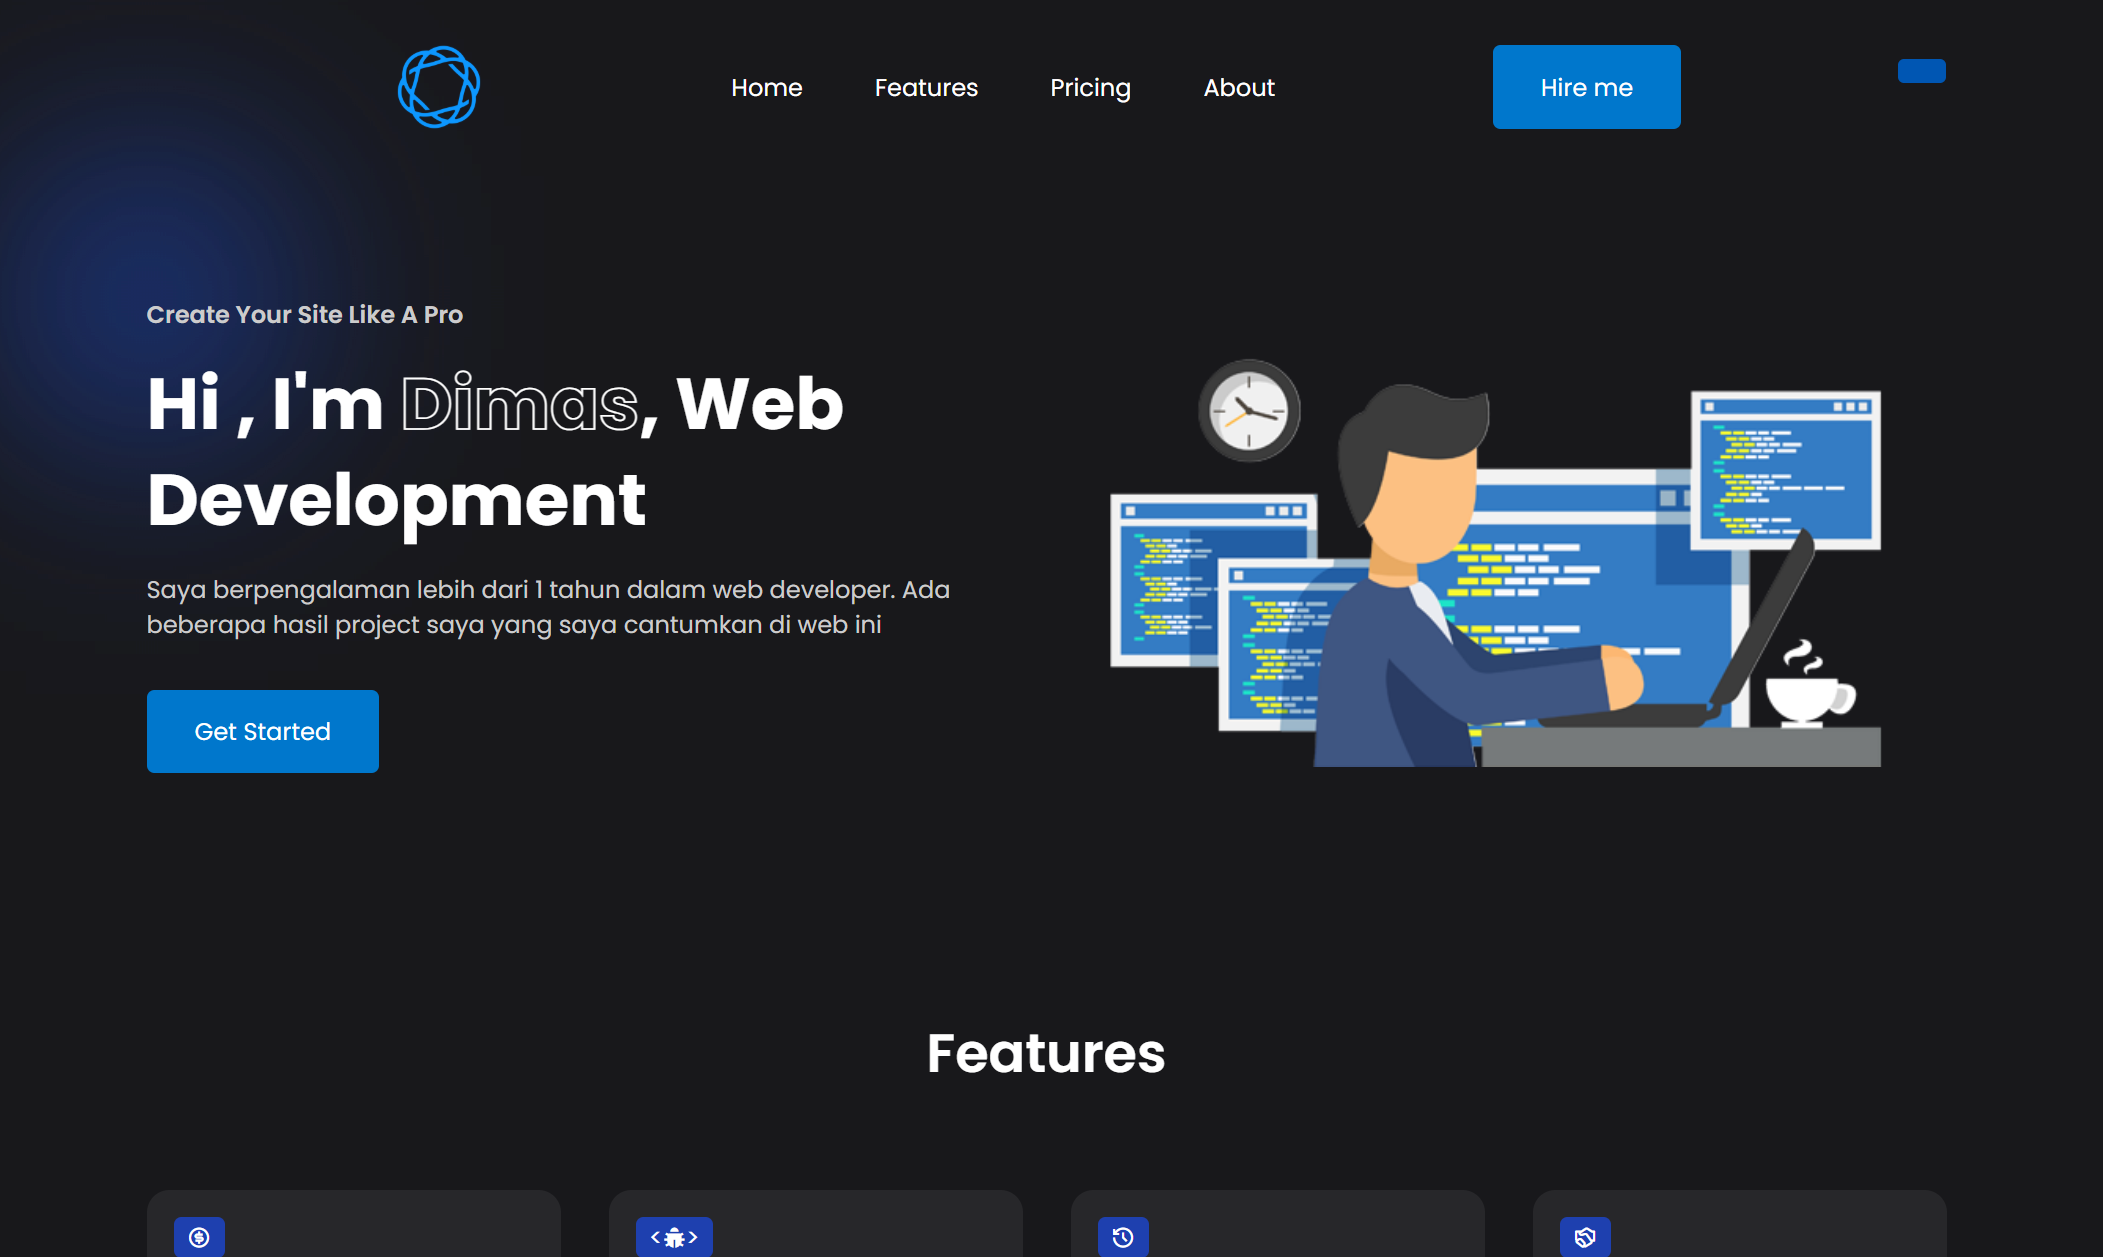 Home Features Pricing About Hire me
Create Your Site Like A Pro
Hi , I'm Dimas, Web
Development
Saya berpengalaman lebih dari 1 tahun dalam web developer. Ada
beberapa hasil project saya yang saya cantumkan di web ini
Get Started
Features